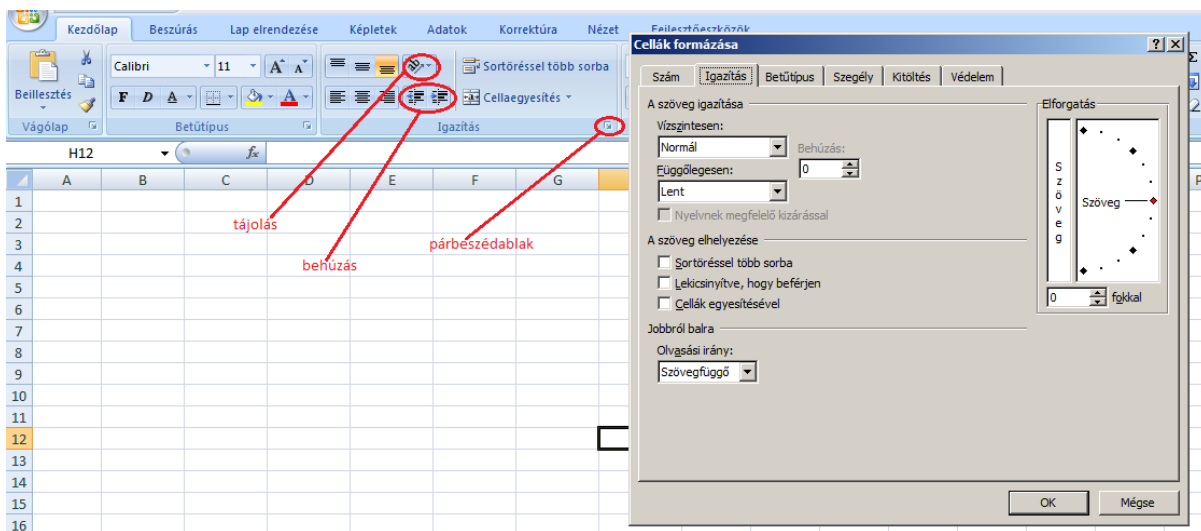 Kezdőlap Beszúrás Lap elrendezése Képletek Adatok Korrektúra Nézet Fejlesztőeszközök
Beillesztés
Calibri 11 A A
F D A A
Sortöréssel több sorba
Cellaegyesítés
Vágólap Betűtípus Igazítás
H12 fx
A B C D E F G P
1
2
3
4
5
6
7
8
9
10
11
12
13
14
15
16
tájolás
behúzás
párbeszédablak
Cellák formázása
Szám Igazítás Betűtípus Szegély Kitöltés Védelem
A szöveg igazítása
Vízszintesen:
Normál
Behúzás:
0
Függőlegesen:
Lent
Nyelvnek megfelelő kizárással
A szöveg elhelyezése
Sortöréssel több sorba
Lekicsinyítve, hogy beférjen
Cellák egyesítésével
Jobbról balra
Olvasási irány:
Szövegfüggő
Elforgatás
Szöveg
Szöveg
0 fokkal
OK Mégse